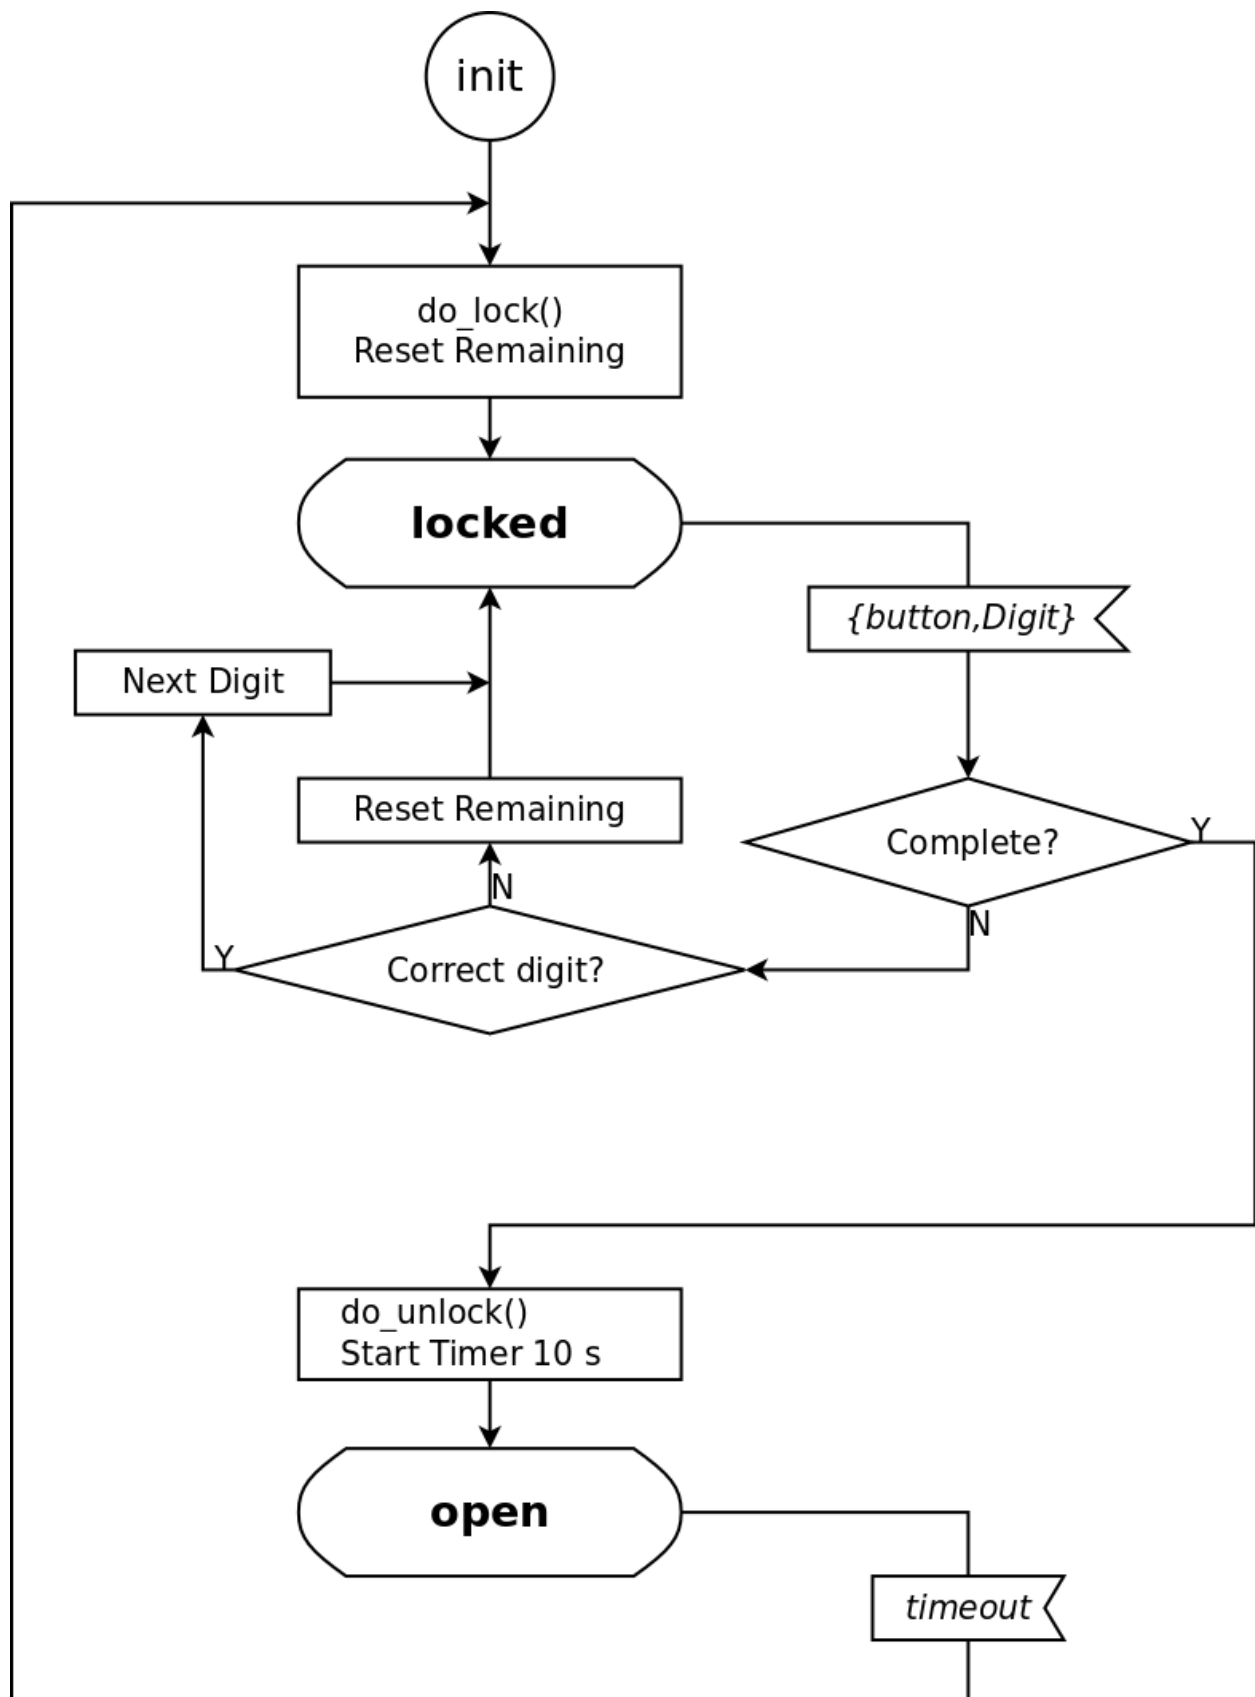 init
do_lock()
Reset Remaining
locked
{button,Digit}
Next Digit
Reset Remaining
Complete?
Y
N
N
Y
Correct digit?
do_unlock()
Start Timer 10 s
open
timeout